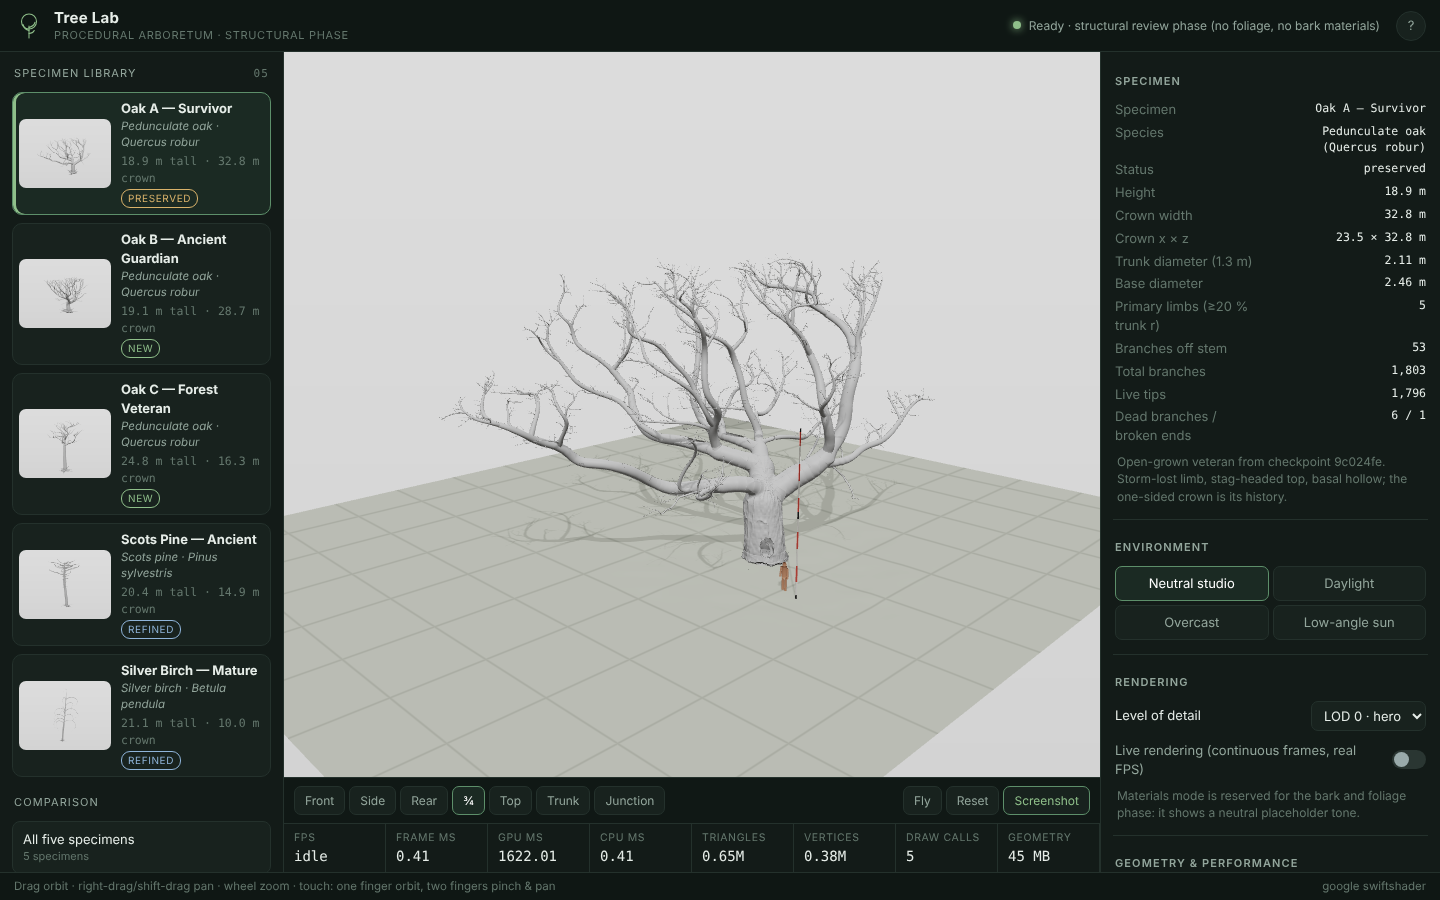 Tree Lab
PROCEDURAL ARBORETUM · STRUCTURAL PHASE
Ready · structural review phase (no foliage, no bark materials)
?
SPECIMEN LIBRARY
05
Oak A — Survivor
Pedunculate oak ·
Quercus robur
18.9 m tall · 32.8 m
crown
PRESERVED
Oak B — Ancient
Guardian
Pedunculate oak ·
Quercus robur
19.1 m tall · 28.7 m
crown
NEW
Oak C — Forest
Veteran
Pedunculate oak ·
Quercus robur
24.8 m tall · 16.3 m
crown
NEW
Scots Pine — Ancient
Scots pine · Pinus
sylvestris
20.4 m tall · 14.9 m
crown
REFINED
Silver Birch — Mature
Silver birch · Betula
pendula
21.1 m tall · 10.0 m
crown
REFINED
COMPARISON
All five specimens
5 specimens
Front
Side
Rear
¾
Top
Trunk
Junction
Fly
Reset
Screenshot
FPS
idle
FRAME MS
0.41
GPU MS
1622.01
CPU MS
0.41
TRIANGLES
0.65M
VERTICES
0.38M
DRAW CALLS
5
GEOMETRY
45 MB
SPECIMEN
Specimen
Oak A — Survivor
Species
Pedunculate oak
(Quercus robur)
Status
preserved
Height
18.9 m
Crown width
32.8 m
Crown x × z
23.5 × 32.8 m
Trunk diameter (1.3 m)
2.11 m
Base diameter
2.46 m
Primary limbs (≥20 %
trunk r)
5
Branches off stem
53
Total branches
1,803
Live tips
1,796
Dead branches /
broken ends
6 / 1
Open-grown veteran from checkpoint 9c024fe.
Storm-lost limb, stag-headed top, basal hollow; the
one-sided crown is its history.
ENVIRONMENT
Neutral studio
Daylight
Overcast
Low-angle sun
RENDERING
Level of detail
LOD 0 · hero
Live rendering (continuous frames, real
FPS)
Materials mode is reserved for the bark and foliage
phase: it shows a neutral placeholder tone.
GEOMETRY & PERFORMANCE
Drag orbit · right-drag/shift-drag pan · wheel zoom · touch: one finger orbit, two fingers pinch & pan
google swiftshader